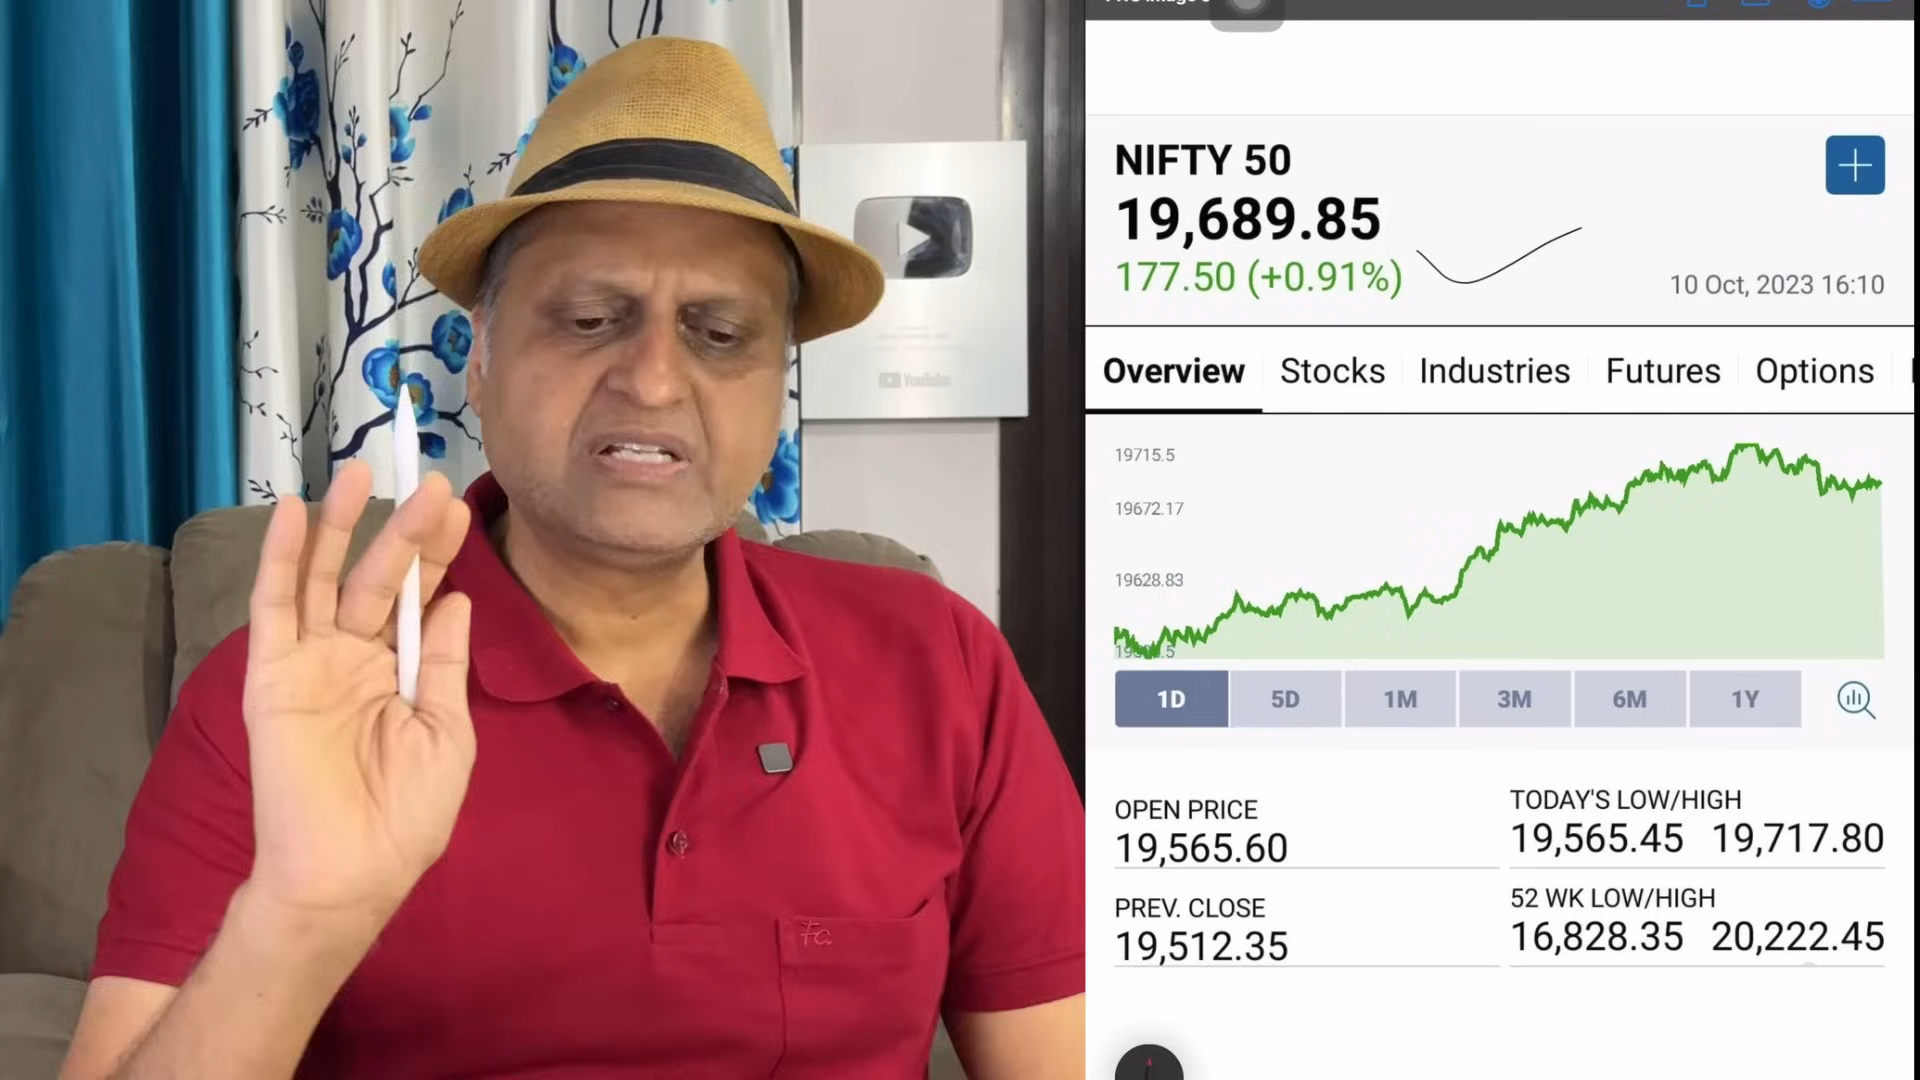 NIFTY 50
19,689.85
177.50 (+0.91%)
10 Oct, 2023 16:10
Overview Stocks Industries Futures Options
19715.5
19672.17
19628.83
1D 5D 1M 3M 6M 1Y
OPEN PRICE
19,565.60
TODAY'S LOW/HIGH
19,565.45 19,717.80
PREV. CLOSE
19,512.35
52 WK LOW/HIGH
16,828.35 20,222.45
YouTube
Fc.